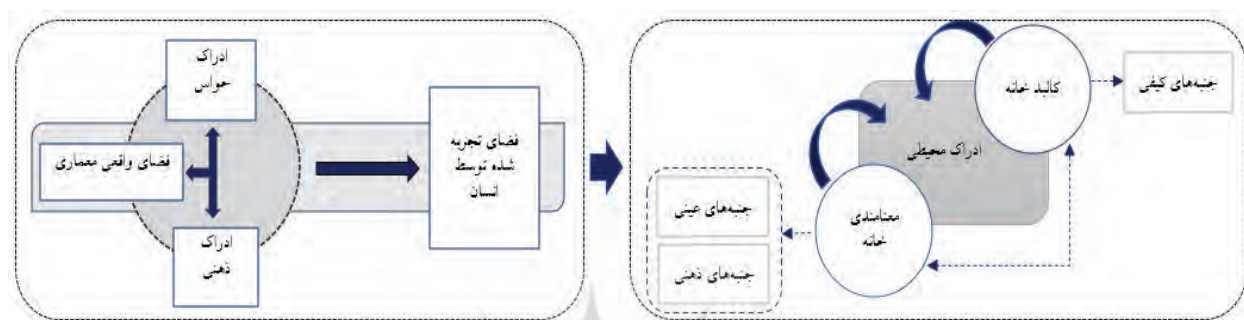 ادراک
حواس
فضای واقعی معماری
ادراک
ذهنی
فضای تجربه
شده توسط
انسان
کالبد خانه
جنبه‌های کیفی
ادراک محیطی
معنامندی
خانه
جنبه‌های عینی
جنبه‌های ذهنی